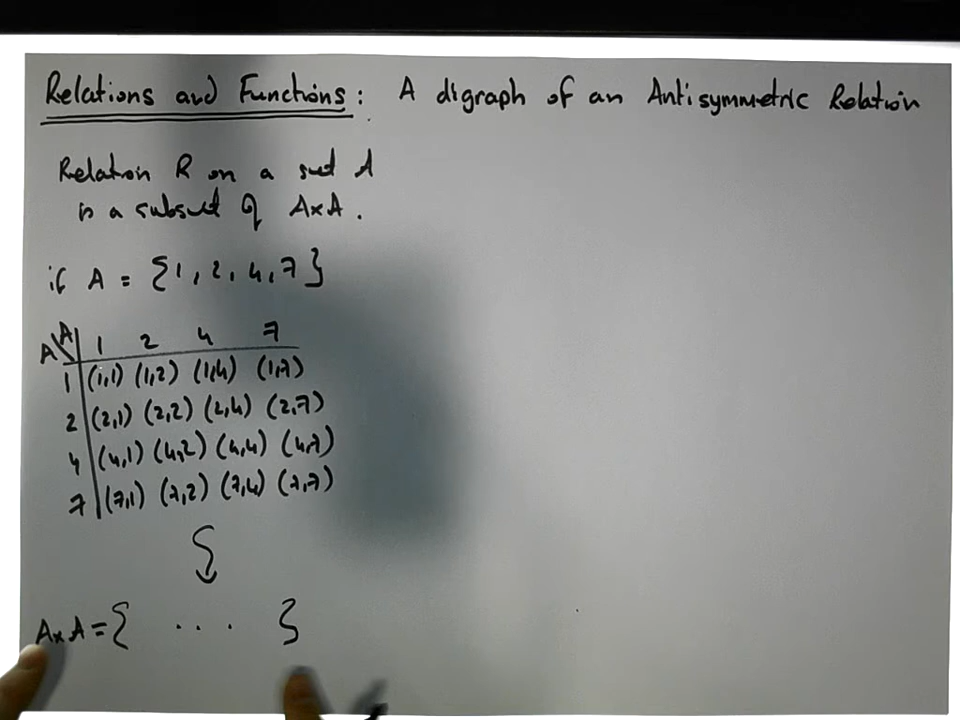 Relations and Functions: A digraph of an Antisymmetric Relation
Relation R on a set A
is a subset of A×A.
if A = {1, 2, 4, 7}
A\A 1 2 4 7
1 (1,1) (1,2) (1,4) (1,7)
2 (2,1) (2,2) (2,4) (2,7)
4 (4,1) (4,2) (4,4) (4,7)
7 (7,1) (7,2) (7,4) (7,7)
A×A = { ... }